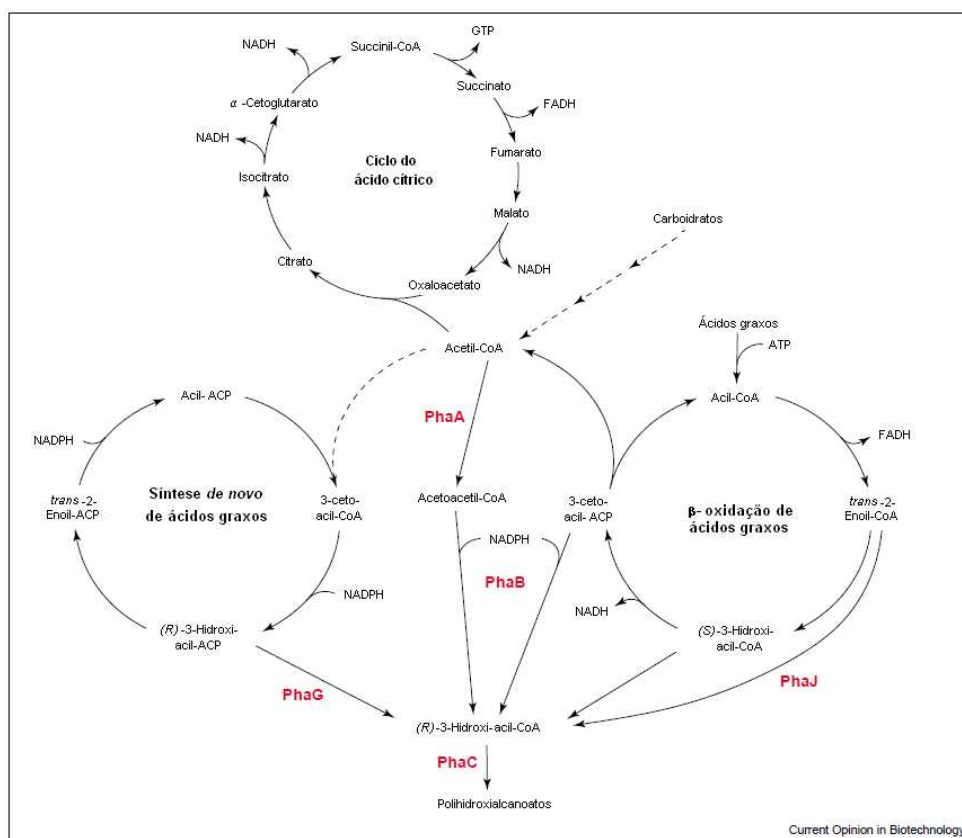 GTP
NADH
Succinil-CoA
Succinato
α -Cetoglutarato
FADH
NADH
Ciclo do
ácido cítrico
Fumarato
Isocitrato
Malato
Carboidratos
Citrato
NADH
Oxaloacetato
Ácidos graxos
Acetil-CoA
ATP
Acil- ACP
Acil-CoA
PhaA
NADPH
FADH
trans-2-
Enoil-ACP
Síntese de novo
de ácidos graxos
3-ceto-
acil-CoA
Acetoacetil-CoA
3-ceto-
acil- ACP
β- oxidação de
ácidos graxos
trans-2-
Enoil-CoA
NADPH
PhaB
NADPH
NADH
(R)-3-Hidroxi-
acil-ACP
(S)-3-Hidroxi-
acil-CoA
PhaG
PhaJ
(R)-3-Hidroxi-acil-CoA
PhaC
Polihidroxialcanoatos
Current Opinion in Biotechnology